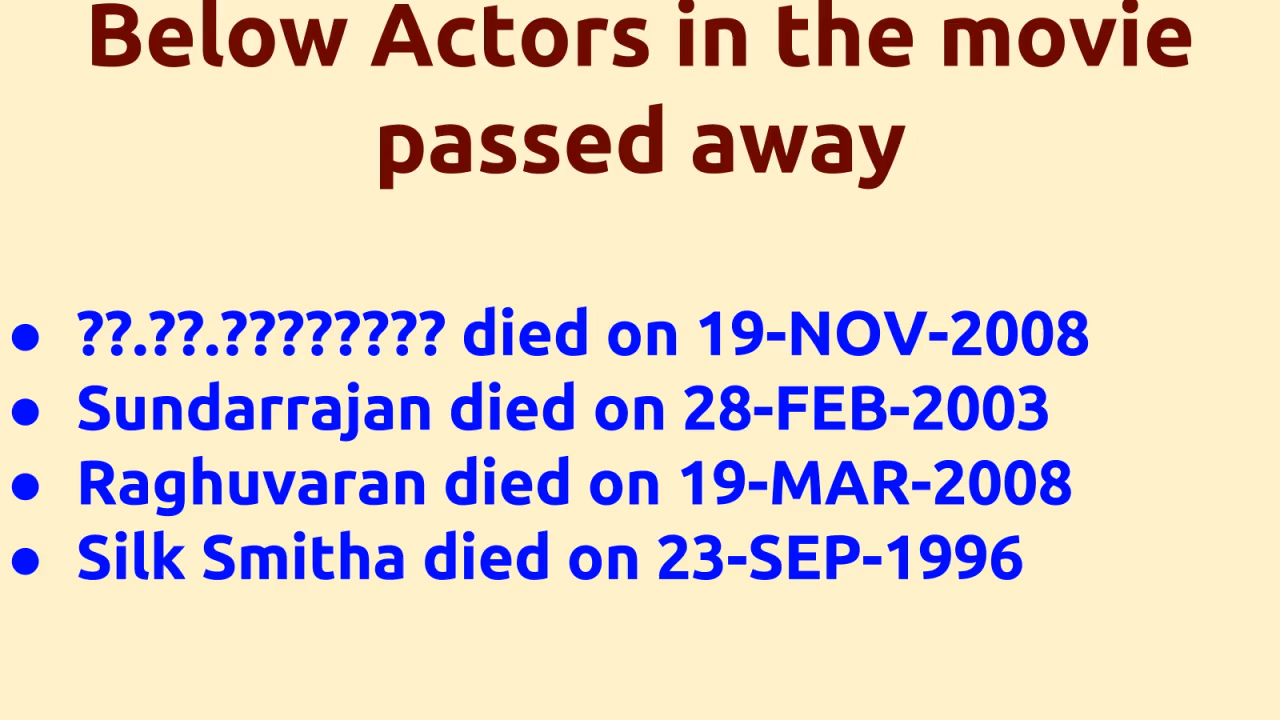 Below Actors in the movie
passed away
● ??.??.???????? died on 19-NOV-2008
● Sundarrajan died on 28-FEB-2003
● Raghuvaran died on 19-MAR-2008
● Silk Smitha died on 23-SEP-1996